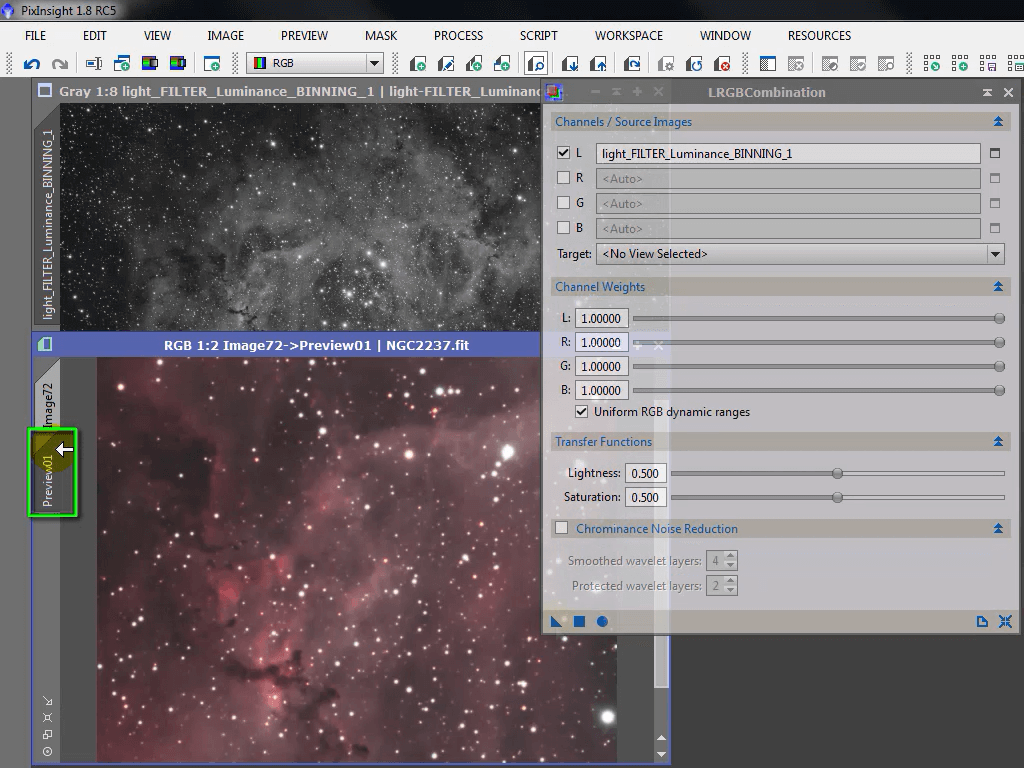 PixInsight 1.8 RC5
FILE EDIT VIEW IMAGE PREVIEW MASK PROCESS SCRIPT WORKSPACE WINDOW RESOURCES
RGB
Gray 1:8 light_FILTER_Luminance_BINNING_1 | light-FILTER_Luminanc
light_FILTER_Luminance_BINNING_1
RGB 1:2 Image72->Preview01 | NGC2237.fit
Image72
Preview01
LRGBCombination
Channels / Source Images
L light_FILTER_Luminance_BINNING_1
R <Auto>
G <Auto>
B <Auto>
Target: <No View Selected>
Channel Weights
L: 1.00000
R: 1.00000
G: 1.00000
B: 1.00000
Uniform RGB dynamic ranges
Transfer Functions
Lightness: 0.500
Saturation: 0.500
Chrominance Noise Reduction
Smoothed wavelet layers: 4
Protected wavelet layers: 2